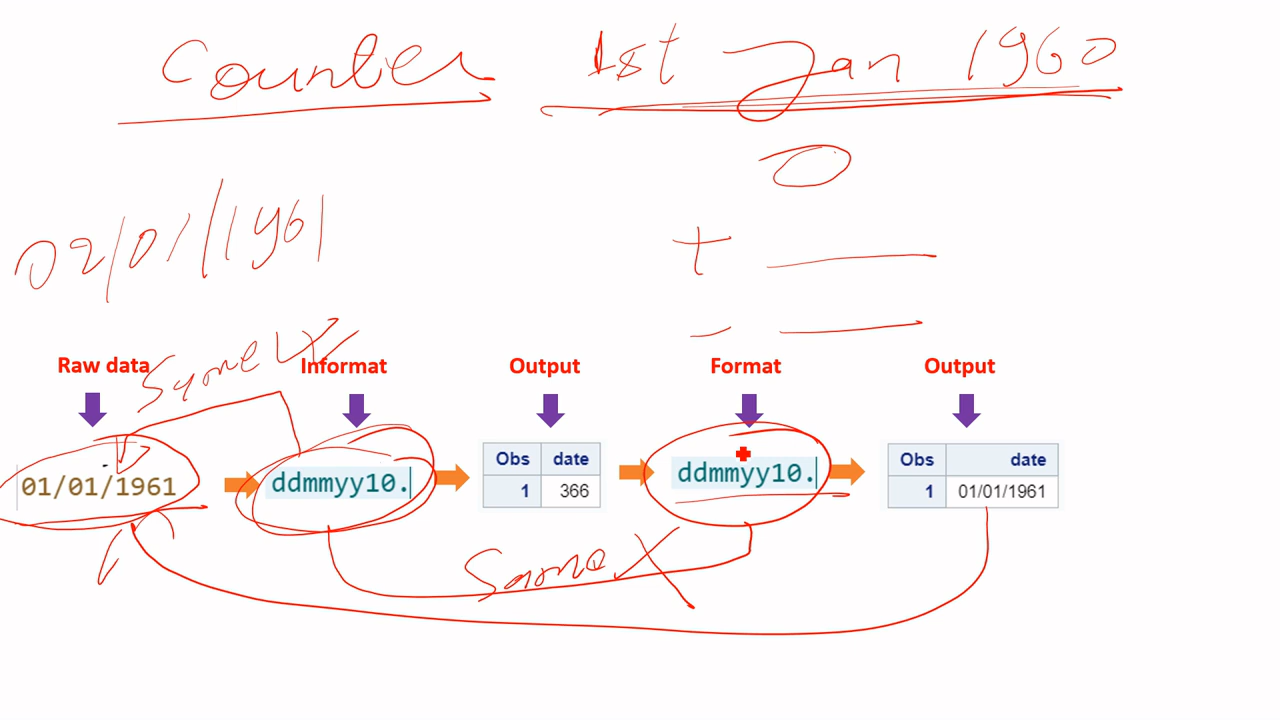 Counter 1st Jan 1960
0
02/01/1961
+
-
Same
Raw data Informat Output Format Output
01/01/1961 ddmmyy10. Obs date ddmmyy10. Obs date
1 366 1 01/01/1961
Same X